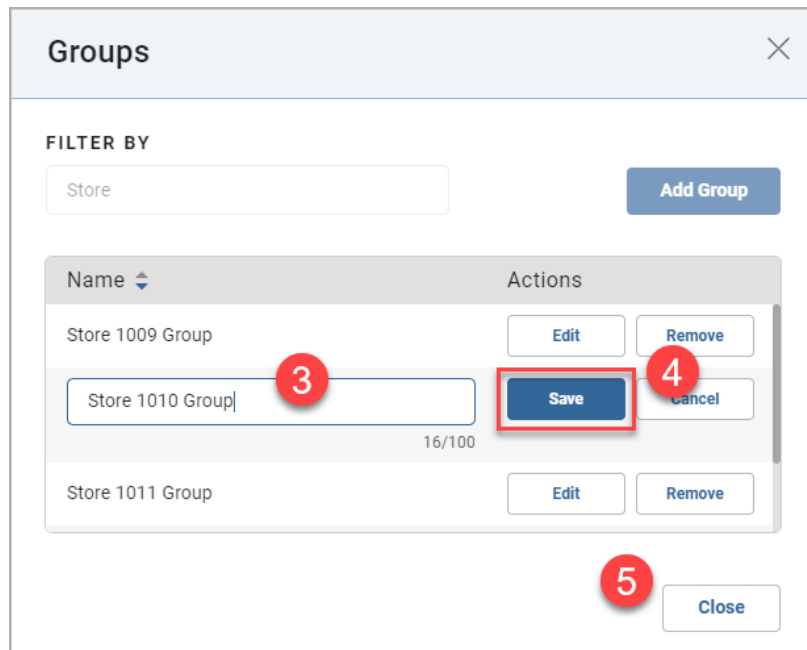 Groups
FILTER BY
Store
Add Group
Name Actions
Store 1009 Group Edit Remove
3
4
Store 1010 Group Save Cancel
16/100
Store 1011 Group Edit Remove
5
Close